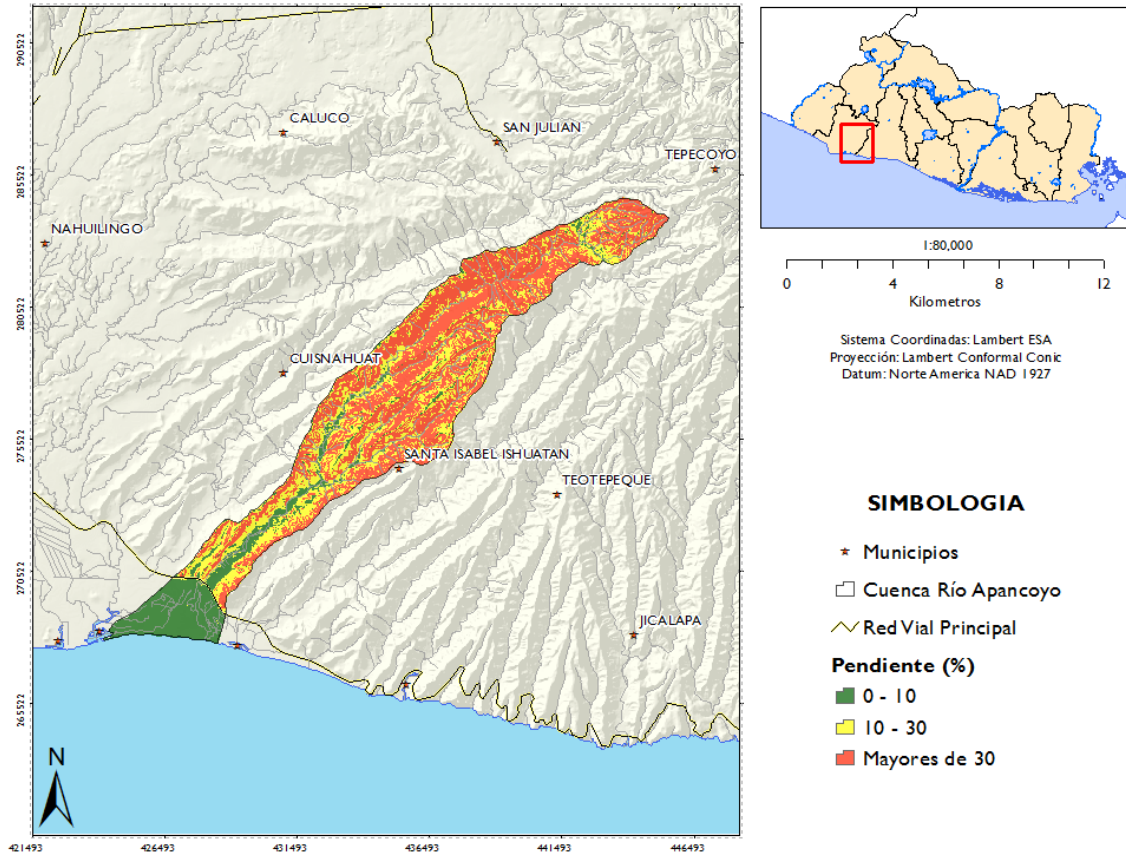 290522
285522
280522
275522
270522
265522
CALUCO
SAN JULIAN
TEPECOYO
NAHUILINGO
CUISNAHUAT
SANTA ISABEL ISHUATAN
TEOTEPEQUE
JICALAPA
N
421493
426493
431493
436493
441493
446493
1:80,000
0 4 8 12
Kilometros
Sistema Coordinadas: Lambert ESA
Proyección: Lambert Conformal Conic
Datum: Norte America NAD 1927
SIMBOLOGIA
Municipios
Cuenca Río Apancoyo
Red Vial Principal
Pendiente (%)
0 - 10
10 - 30
Mayores de 30